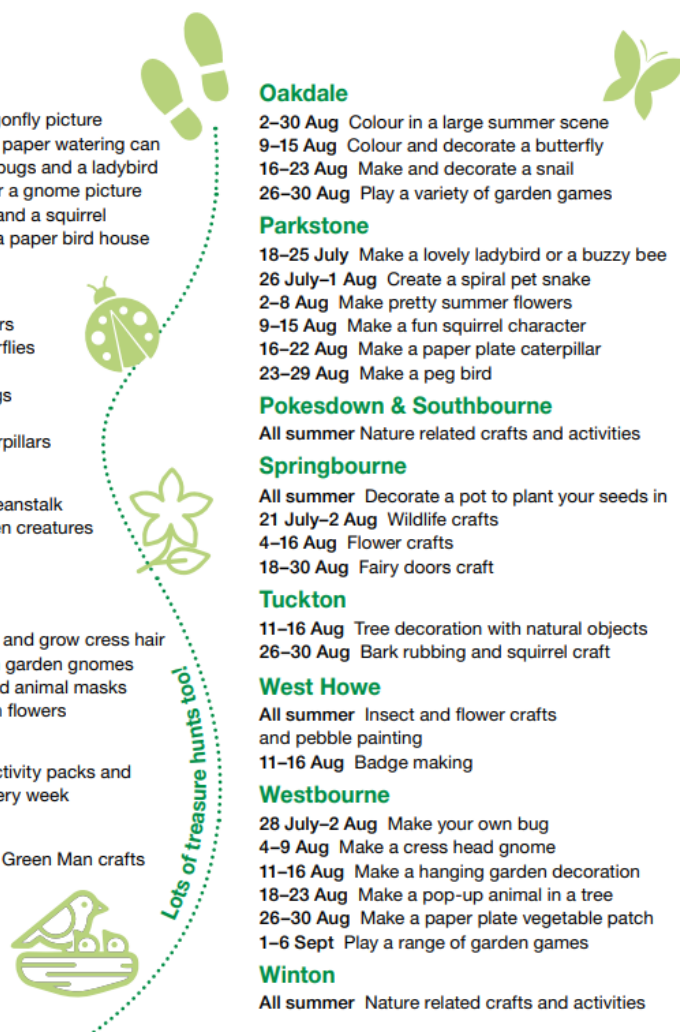 onfly picture
paper watering can
bugs and a ladybird
r a gnome picture
and a squirrel
a paper bird house
rs
rflies
gs
rpillars
eanstalk
en creatures
and grow cress hair
garden gnomes
d animal masks
flowers
ctivity packs and
ery week
Green Man crafts
Lots of treasure hunts too!
Oakdale
2–30 Aug Colour in a large summer scene
9–15 Aug Colour and decorate a butterfly
16–23 Aug Make and decorate a snail
26–30 Aug Play a variety of garden games
Parkstone
18–25 July Make a lovely ladybird or a buzzy bee
26 July–1 Aug Create a spiral pet snake
2–8 Aug Make pretty summer flowers
9–15 Aug Make a fun squirrel character
16–22 Aug Make a paper plate caterpillar
23–29 Aug Make a peg bird
Pokesdown & Southbourne
All summer Nature related crafts and activities
Springbourne
All summer Decorate a pot to plant your seeds in
21 July–2 Aug Wildlife crafts
4–16 Aug Flower crafts
18–30 Aug Fairy doors craft
Tuckton
11–16 Aug Tree decoration with natural objects
26–30 Aug Bark rubbing and squirrel craft
West Howe
All summer Insect and flower crafts
and pebble painting
11–16 Aug Badge making
Westbourne
28 July–2 Aug Make your own bug
4–9 Aug Make a cress head gnome
11–16 Aug Make a hanging garden decoration
18–23 Aug Make a pop-up animal in a tree
26–30 Aug Make a paper plate vegetable patch
1–6 Sept Play a range of garden games
Winton
All summer Nature related crafts and activities